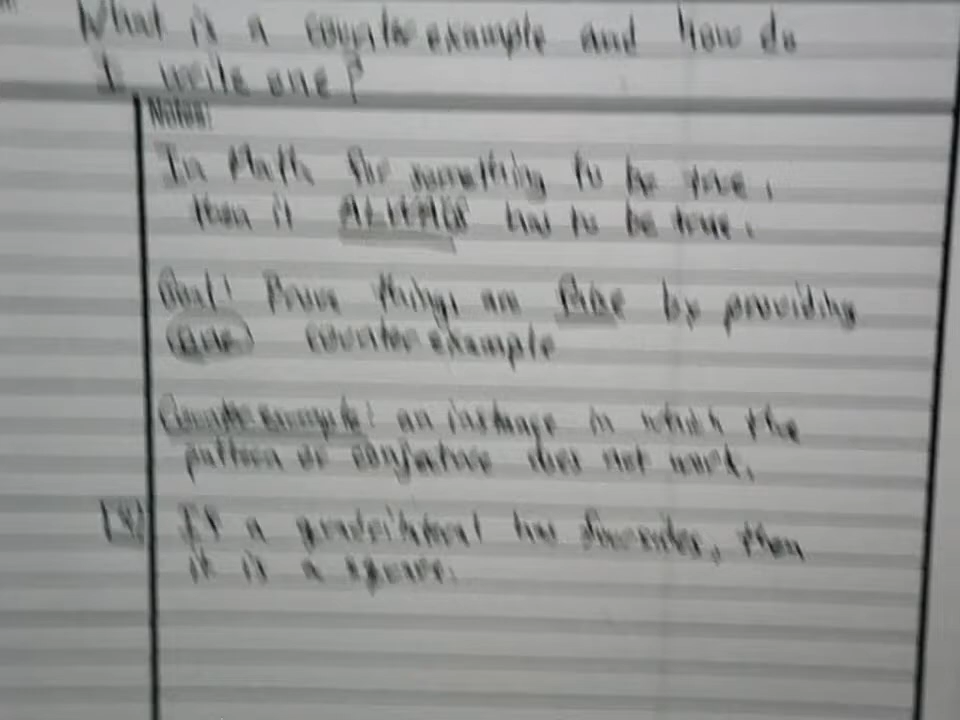 What is a counterexample and how do
I write one?
Notes:
In Math for something to be true,
then it ALWAYS has to be true.
Goal: Prove things are false by providing
one counterexample
Counterexample: an instance in which the
pattern or conjecture does not work.
If a quadrilateral has four sides, then
it is a square.